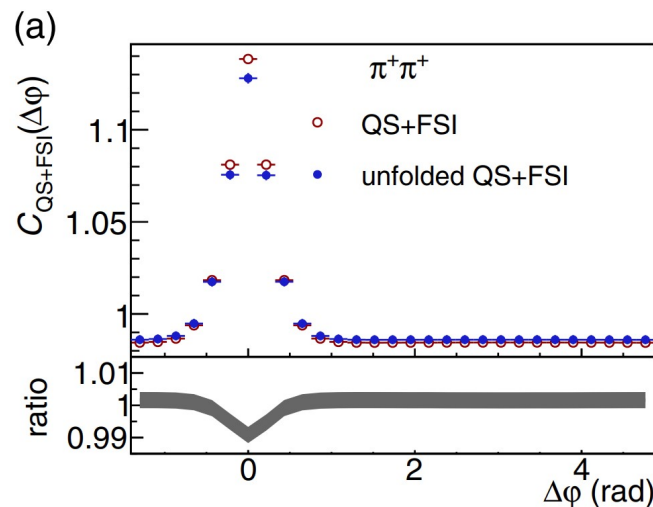 (a)
π⁺π⁺
QS+FSI
unfolded QS+FSI
C_QS+FSI(Δφ)
1.1
1.05
1
ratio
1.01
1
0.99
0
2
4
Δφ (rad)